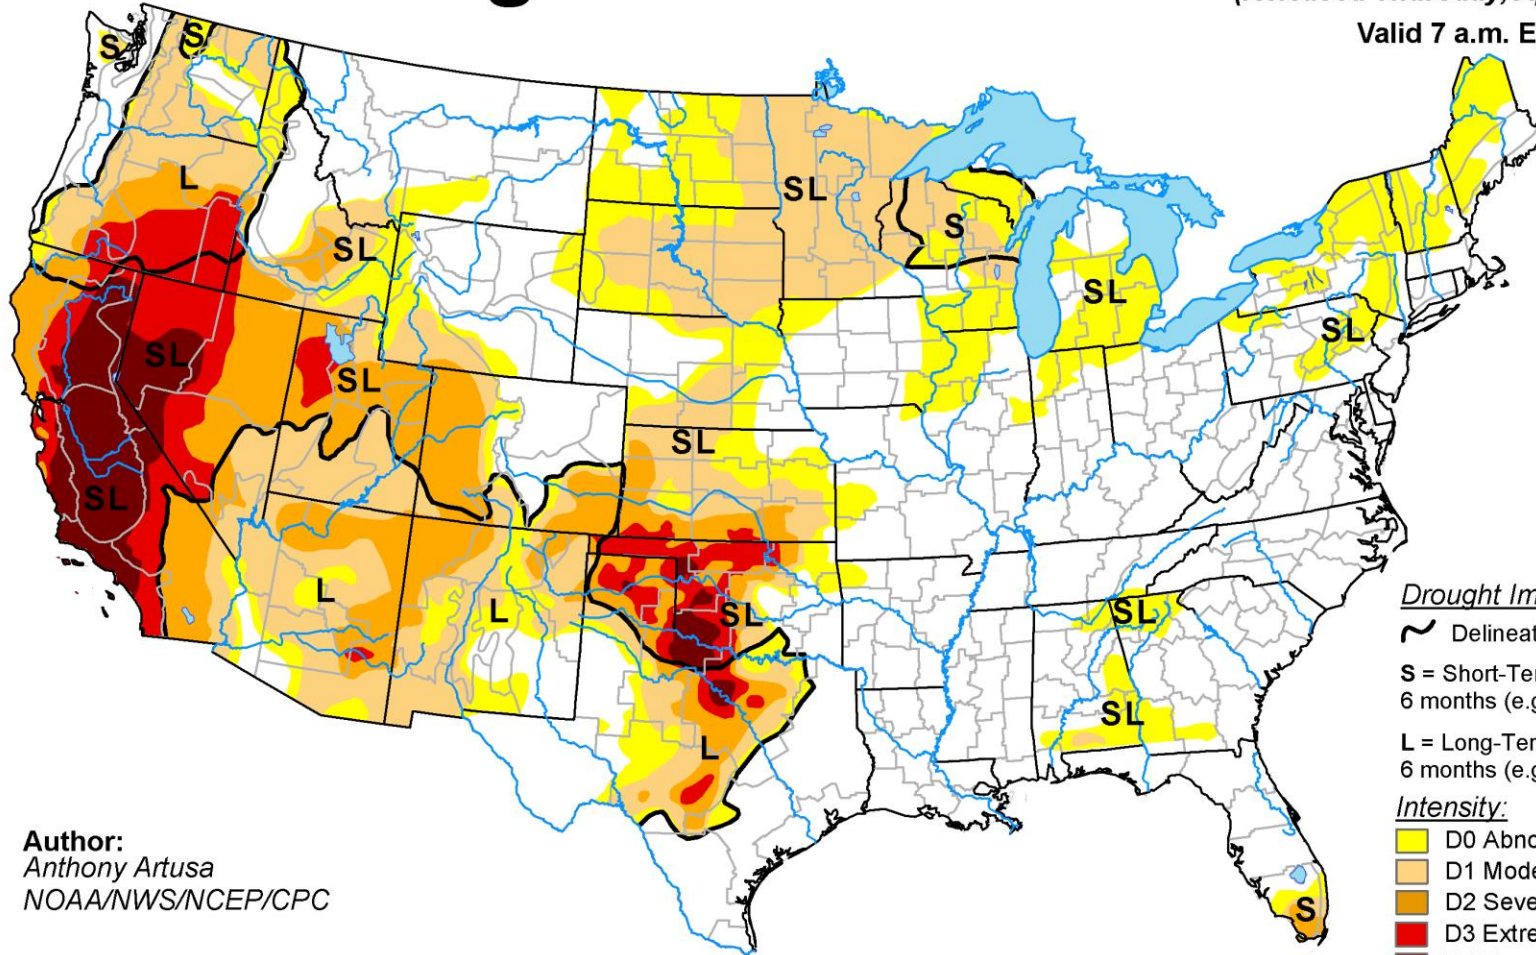 Valid 7 a.m. E
S
S
L
SL
SL
S
SL
SL
SL
SL
SL
SL
L
L
SL
SL
SL
L
S
Drought Im
Delineat
S = Short-Ter
6 months (e.g
L = Long-Ter
6 months (e.g
Intensity:
D0 Abno
D1 Mode
D2 Seve
D3 Extre
Author:
Anthony Artusa
NOAA/NWS/NCEP/CPC